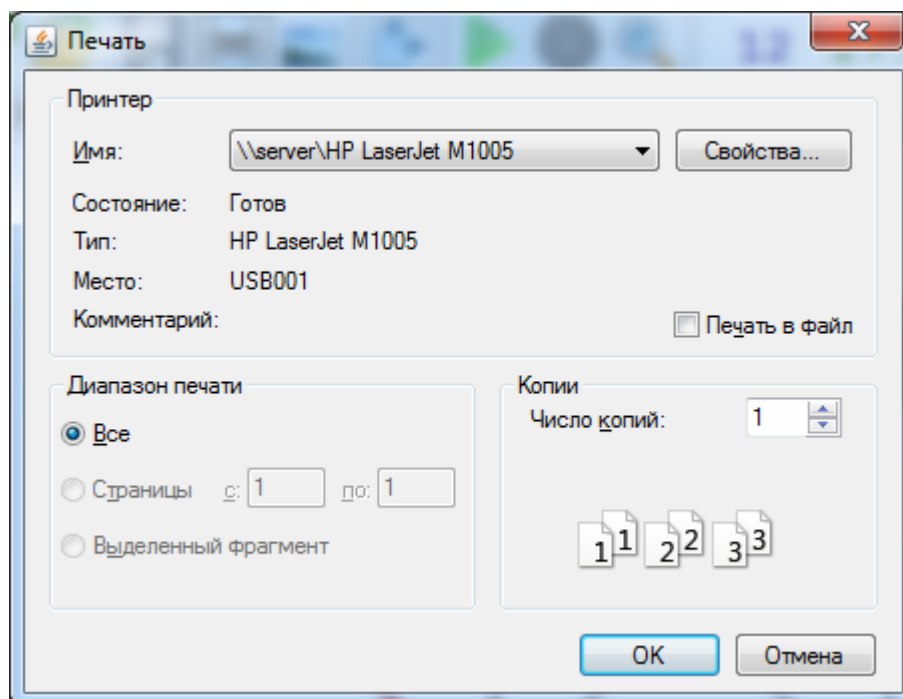 Печать
Принтер
Имя: \\server\HP LaserJet M1005 Свойства...
Состояние: Готов
Тип: HP LaserJet M1005
Место: USB001
Комментарий:
Печать в файл
Диапазон печати
Все
Страницы с: 1 по: 1
Выделенный фрагмент
Копии
Число копий: 1
1 1 2 2 3 3
OK Отмена